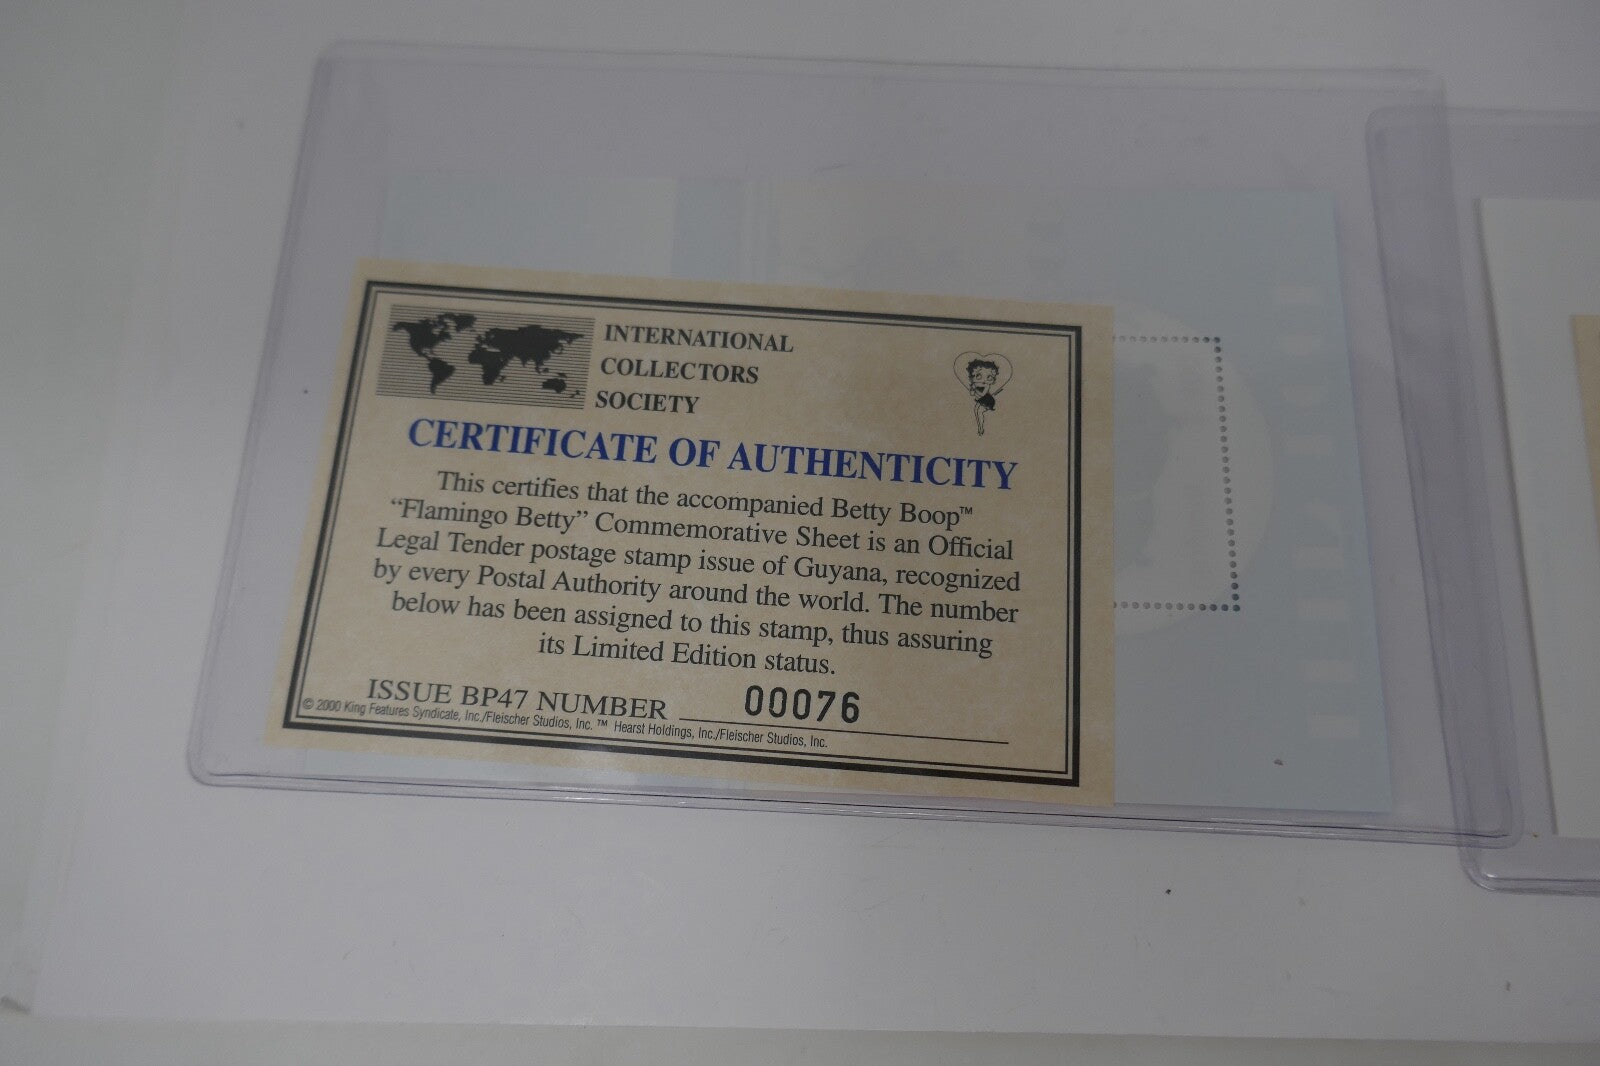 INTERNATIONAL
COLLECTORS
SOCIETY
CERTIFICATE OF AUTHENTICITY
This certifies that the accompanied Betty Boop™
“Flamingo Betty” Commemorative Sheet is an Official
Legal Tender postage stamp issue of Guyana, recognized
by every Postal Authority around the world. The number
below has been assigned to this stamp, thus assuring
its Limited Edition status.
ISSUE BP47 NUMBER 00076
© 2000 King Features Syndicate, Inc./Fleischer Studios, Inc. ™ Hearst Holdings, Inc./Fleischer Studios, Inc.